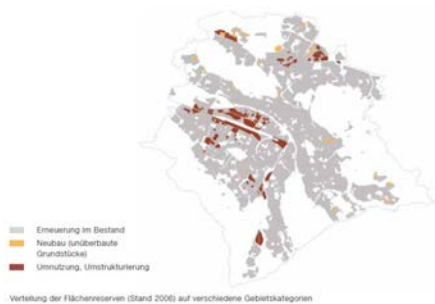 Erneuerung im Bestand
Neubau (unüberbaute
Grundstücke)
Umnutzung, Umstrukturierung
Verteilung der Flächenreserven (Stand 2006) auf verschiedene Gebietskategorien